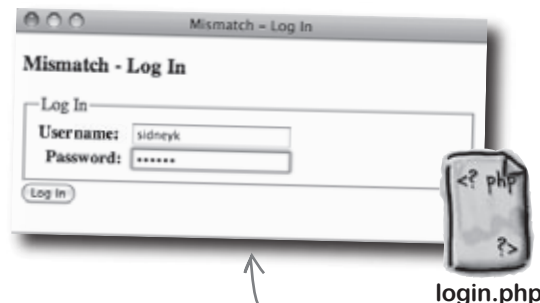 Mismatch – Log In
Mismatch - Log In
Log In
Username: sidneyk
Password: ••••••
Log In
<? php
?>
login.php